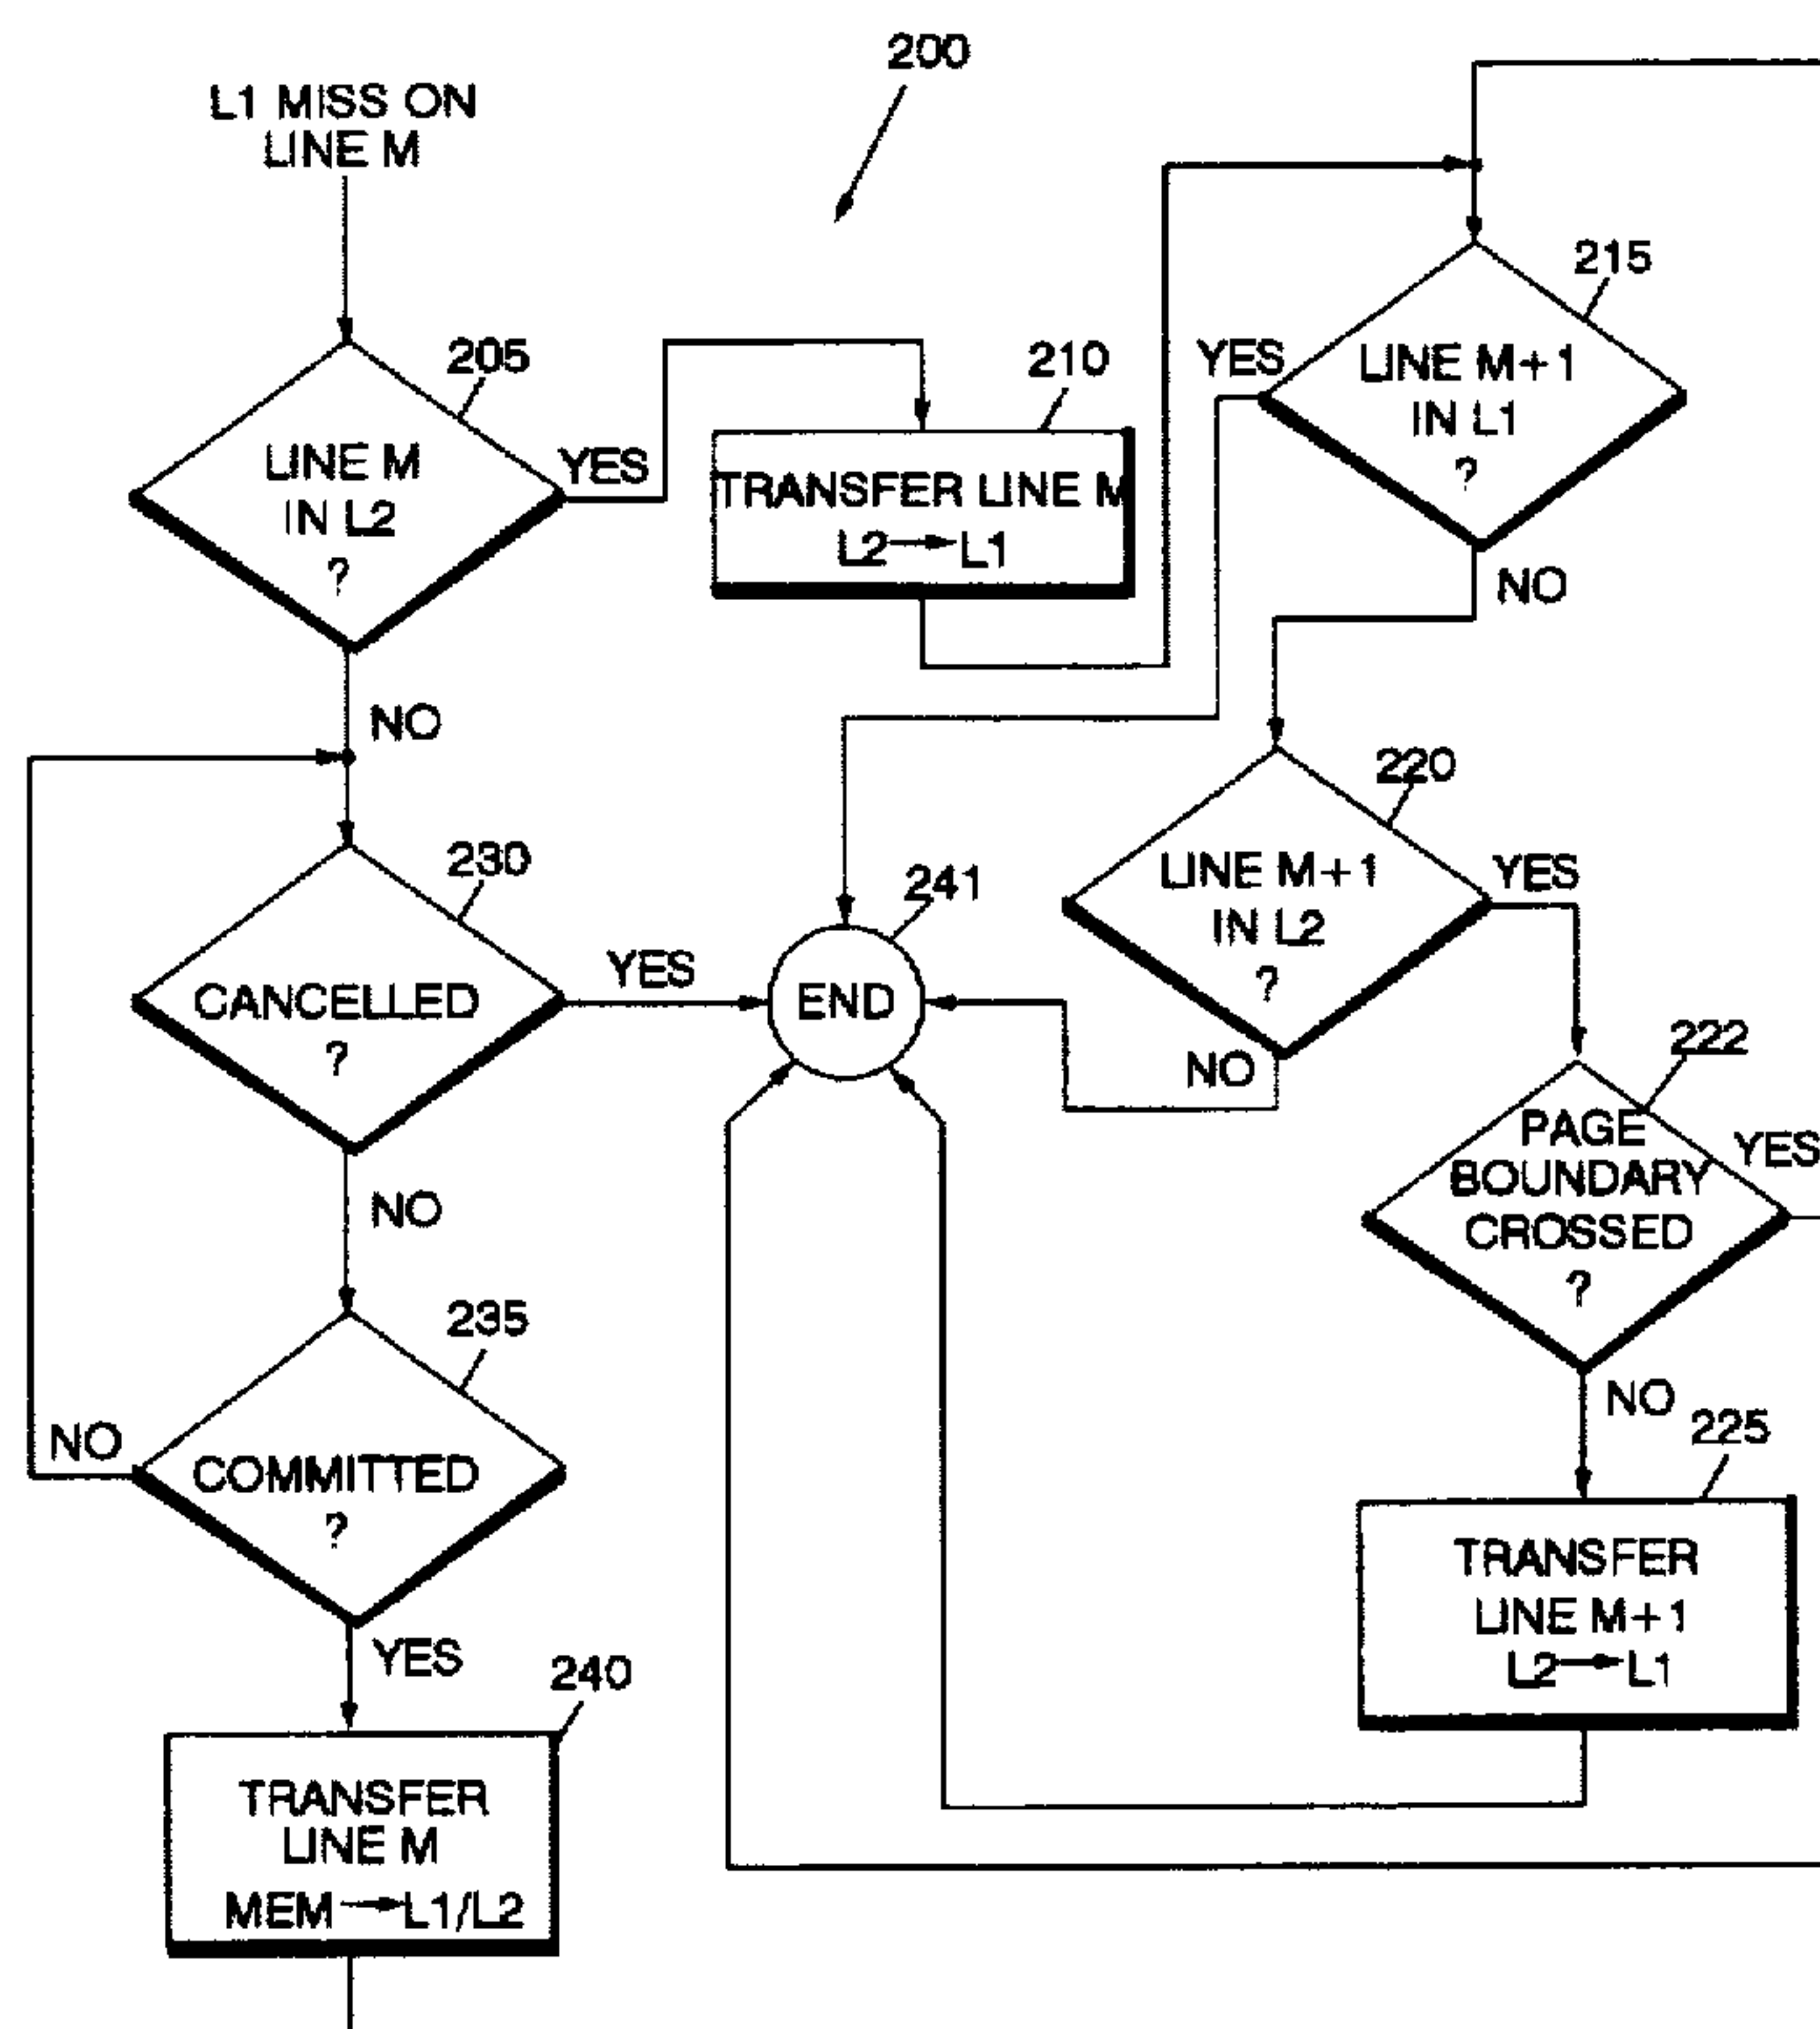 200
L1 MISS ON
LINE M
205
LINE M
IN L2
?
YES
NO
210
TRANSFER LINE M
L2 → L1
215
LINE M+1
IN L1
?
YES
NO
220
LINE M+1
IN L2
?
YES
NO
222
PAGE
BOUNDARY
CROSSED
?
YES
NO
225
TRANSFER
LINE M+1
L2 → L1
230
CANCELLED
?
YES
NO
241
END
235
COMMITTED
?
NO
YES
240
TRANSFER
LINE M
MEM → L1/L2